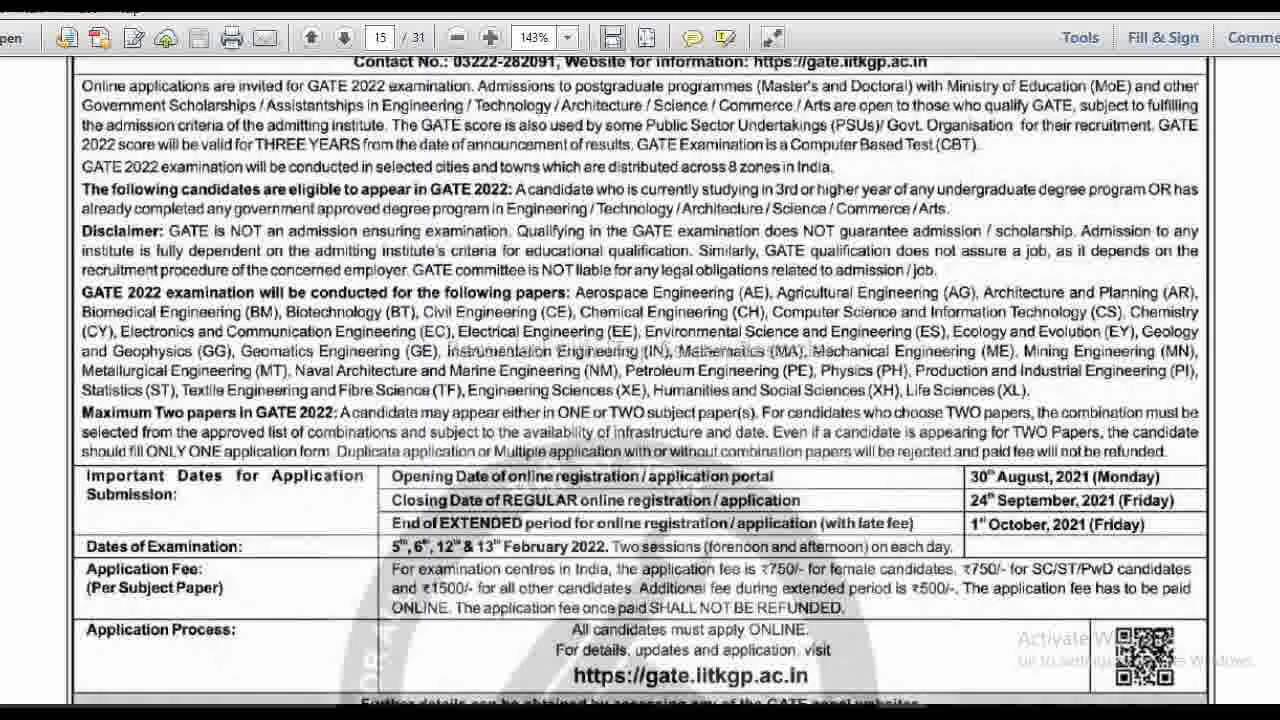 pen
15 / 31
143%
Tools
Fill & Sign
Comme
Contact No.: 03222-282091, Website for information: https://gate.iitkgp.ac.in
Online applications are invited for GATE 2022 examination. Admissions to postgraduate programmes (Master's and Doctoral) with Ministry of Education (MoE) and other
Government Scholarships / Assistantships in Engineering / Technology / Architecture / Science / Commerce / Arts are open to those who qualify GATE, subject to fulfilling
the admission criteria of the admitting institute. The GATE score is also used by some Public Sector Undertakings (PSUs)/ Govt. Organisation for their recruitment. GATE
2022 score will be valid for THREE YEARS from the date of announcement of results. GATE Examination is a Computer Based Test (CBT).
GATE 2022 examination will be conducted in selected cities and towns which are distributed across 8 zones in India.
The following candidates are eligible to appear in GATE 2022: A candidate who is currently studying in 3rd or higher year of any undergraduate degree program OR has
already completed any government approved degree program in Engineering / Technology / Architecture / Science / Commerce / Arts.
Disclaimer: GATE is NOT an admission ensuring examination. Qualifying in the GATE examination does NOT guarantee admission / scholarship. Admission to any
institute is fully dependent on the admitting institute's criteria for educational qualification. Similarly, GATE qualification does not assure a job, as it depends on the
recruitment procedure of the concerned employer. GATE committee is NOT liable for any legal obligations related to admission / job.
GATE 2022 examination will be conducted for the following papers: Aerospace Engineering (AE), Agricultural Engineering (AG), Architecture and Planning (AR),
Biomedical Engineering (BM), Biotechnology (BT), Civil Engineering (CE), Chemical Engineering (CH), Computer Science and Information Technology (CS), Chemistry
(CY), Electronics and Communication Engineering (EC), Electrical Engineering (EE), Environmental Science and Engineering (ES), Ecology and Evolution (EY), Geology
and Geophysics (GG), Geomatics Engineering (GE), Instrumentation Engineering (IN), Mathematics (MA), Mechanical Engineering (ME), Mining Engineering (MN),
Metallurgical Engineering (MT), Naval Architecture and Marine Engineering (NM), Petroleum Engineering (PE), Physics (PH), Production and Industrial Engineering (PI),
Statistics (ST), Textile Engineering and Fibre Science (TF), Engineering Sciences (XE), Humanities and Social Sciences (XH), Life Sciences (XL).
Maximum Two papers in GATE 2022: A candidate may appear either in ONE or TWO subject paper(s). For candidates who choose TWO papers, the combination must be
selected from the approved list of combinations and subject to the availability of infrastructure and date. Even if a candidate is appearing for TWO Papers, the candidate
should fill ONLY ONE application form. Duplicate application or Multiple application with or without combination papers will be rejected and paid fee will not be refunded.
Important Dates for Application
Submission:
Opening Date of online registration / application portal
30th August, 2021 (Monday)
Closing Date of REGULAR online registration / application
24th September, 2021 (Friday)
End of EXTENDED period for online registration / application (with late fee)
1st October, 2021 (Friday)
Dates of Examination:
5th, 6th, 12th & 13th February 2022. Two sessions (forenoon and afternoon) on each day.
Application Fee:
(Per Subject Paper)
For examination centres in India, the application fee is ₹750/- for female candidates, ₹750/- for SC/ST/PwD candidates
and ₹1500/- for all other candidates. Additional fee during extended period is ₹500/-. The application fee has to be paid
ONLINE. The application fee once paid SHALL NOT BE REFUNDED.
Application Process:
All candidates must apply ONLINE.
For details, updates and application, visit
https://gate.iitkgp.ac.in
Activate W
Go to Settings Windows.
Further details can be obtained by accessing any of the GATE zonal websites